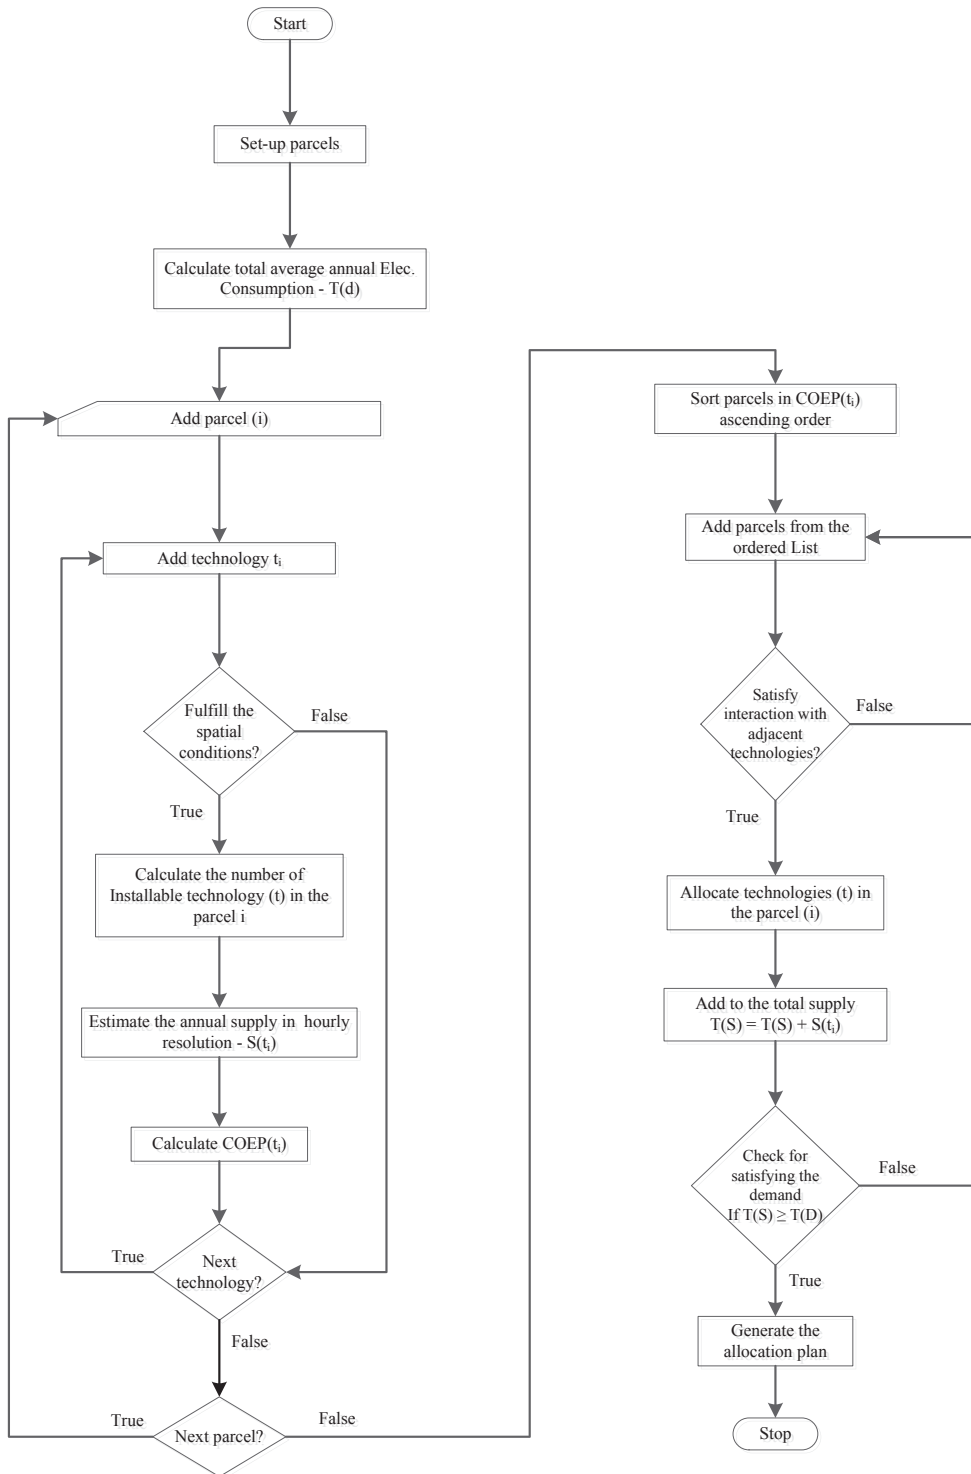 Start
Set-up parcels
Calculate total average annual Elec.
Consumption - T(d)
Add parcel (i)
Add technology tᵢ
Fulfill the
spatial
conditions?
False
True
Calculate the number of
Installable technology (t) in the
parcel i
Estimate the annual supply in hourly
resolution - S(tᵢ)
Calculate COEP(tᵢ)
True
Next
technology?
False
True
Next parcel?
False
Sort parcels in COEP(tᵢ)
ascending order
Add parcels from the
ordered List
Satisfy
interaction with
adjacent
technologies?
False
True
Allocate technologies (t) in
the parcel (i)
Add to the total supply
T(S) = T(S) + S(tᵢ)
Check for
satisfying the
demand
If T(S) ≥ T(D)
False
True
Generate the
allocation plan
Stop